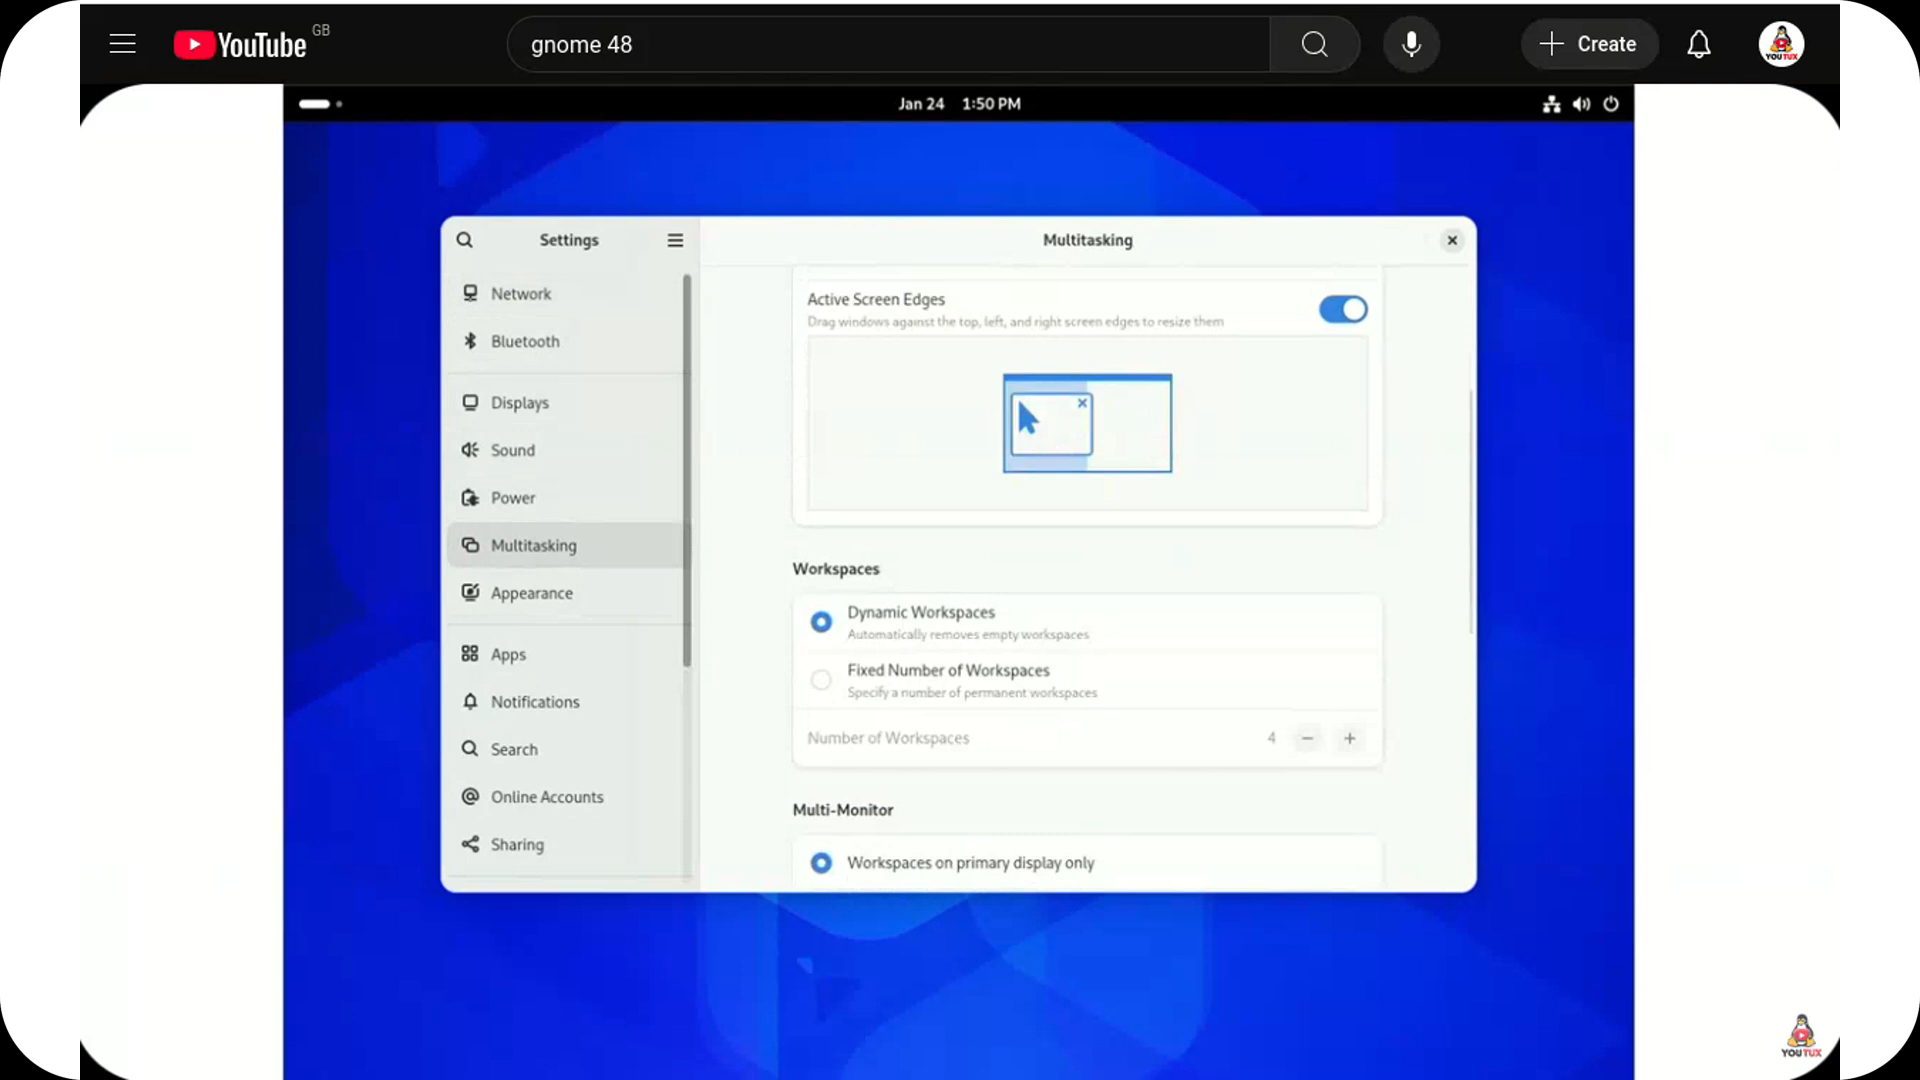 YouTube GB
gnome 48
Create
YOUTUX
Jan 24 1:50 PM
Settings
Multitasking
Network
Bluetooth
Displays
Sound
Power
Multitasking
Appearance
Apps
Notifications
Search
Online Accounts
Sharing
Active Screen Edges
Drag windows against the top, left, and right screen edges to resize them
Workspaces
Dynamic Workspaces
Automatically removes empty workspaces
Fixed Number of Workspaces
Specify a number of permanent workspaces
Number of Workspaces 4
Multi-Monitor
Workspaces on primary display only
YOUTUX